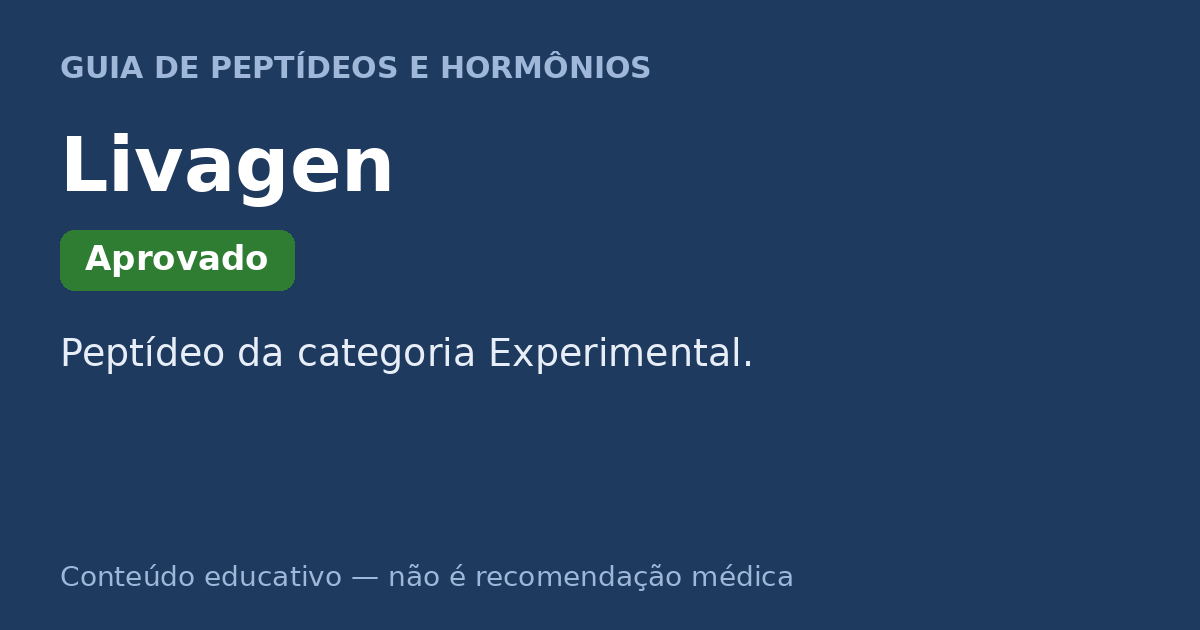 GUIA DE PEPTÍDEOS E HORMÔNIOS
Livagen
Aprovado
Peptídeo da categoria Experimental.
Conteúdo educativo — não é recomendação médica